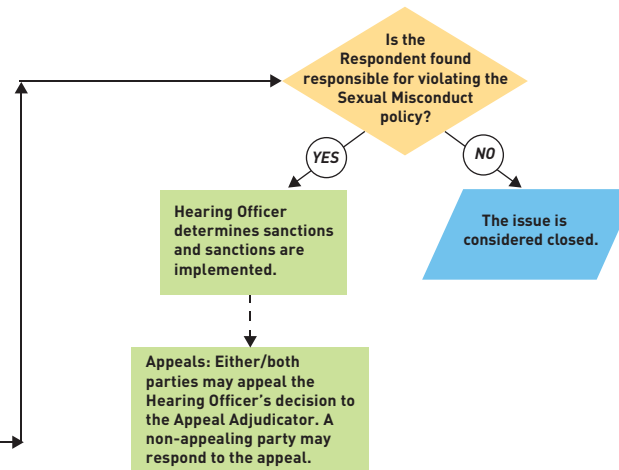 Is the
Respondent found
responsible for violating the
Sexual Misconduct
policy?
YES
NO
Hearing Officer
determines sanctions
and sanctions are
implemented.
The issue is
considered closed.
Appeals: Either/both
parties may appeal the
Hearing Officer’s decision to
the Appeal Adjudicator. A
non-appealing party may
respond to the appeal.